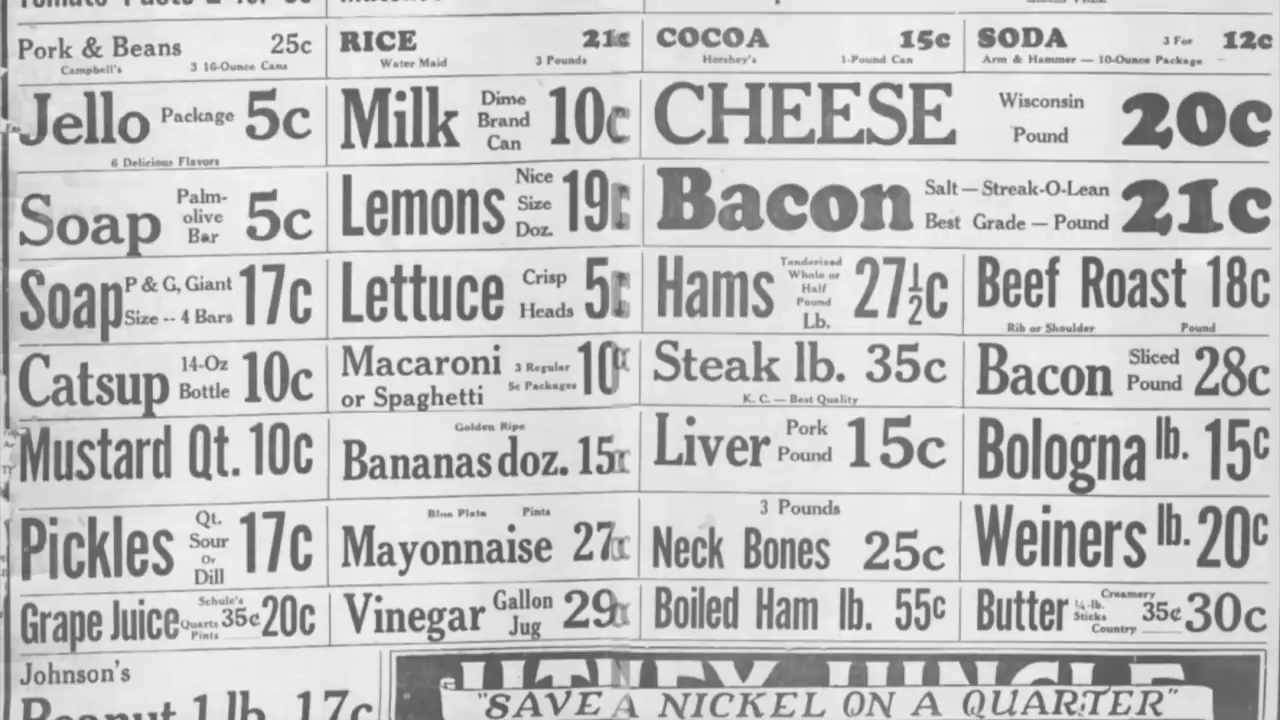 Pork & Beans 25c
Campbell's 3 16-Ounce Cans
RICE 21c
Water Maid 3 Pounds
COCOA 15c
Hershey's 1-Pound Can
SODA 3 For 12c
Arm & Hammer — 10-Ounce Package
Jello Package 5c
6 Delicious Flavors
Milk Dime Brand Can 10c
CHEESE Wisconsin Pound 20c
Soap Palm-olive Bar 5c
Lemons Nice Size Doz. 19c
Bacon Salt — Streak-O-Lean 21c
Best Grade — Pound
Soap P & G, Giant 17c
Size -- 4 Bars
Lettuce Crisp Heads 5c
Hams Tenderized Whole or Half Pound Lb. 27½c
Beef Roast 18c
Rib or Shoulder Pound
Catsup 14-Oz Bottle 10c
Macaroni 3 Regular 10c
or Spaghetti 5c Packages
Steak lb. 35c
K. C. — Best Quality
Bacon Sliced Pound 28c
Mustard Qt. 10c
Golden Ripe
Bananas doz. 15c
Liver Pork Pound 15c
Bologna lb. 15c
Pickles Qt. Sour Or Dill 17c
Blue Plate Pints
Mayonnaise 27c
3 Pounds
Neck Bones 25c
Weiners lb. 20c
Grape Juice Schule's Quarts 35c Pints 20c
Vinegar Gallon Jug 29c
Boiled Ham lb. 55c
Butter Creamery ¼-lb. Sticks 35c Country 30c
Johnson's
Peanut 1 lb. 17c
JITNEY JUNGLE
"SAVE A NICKEL ON A QUARTER"